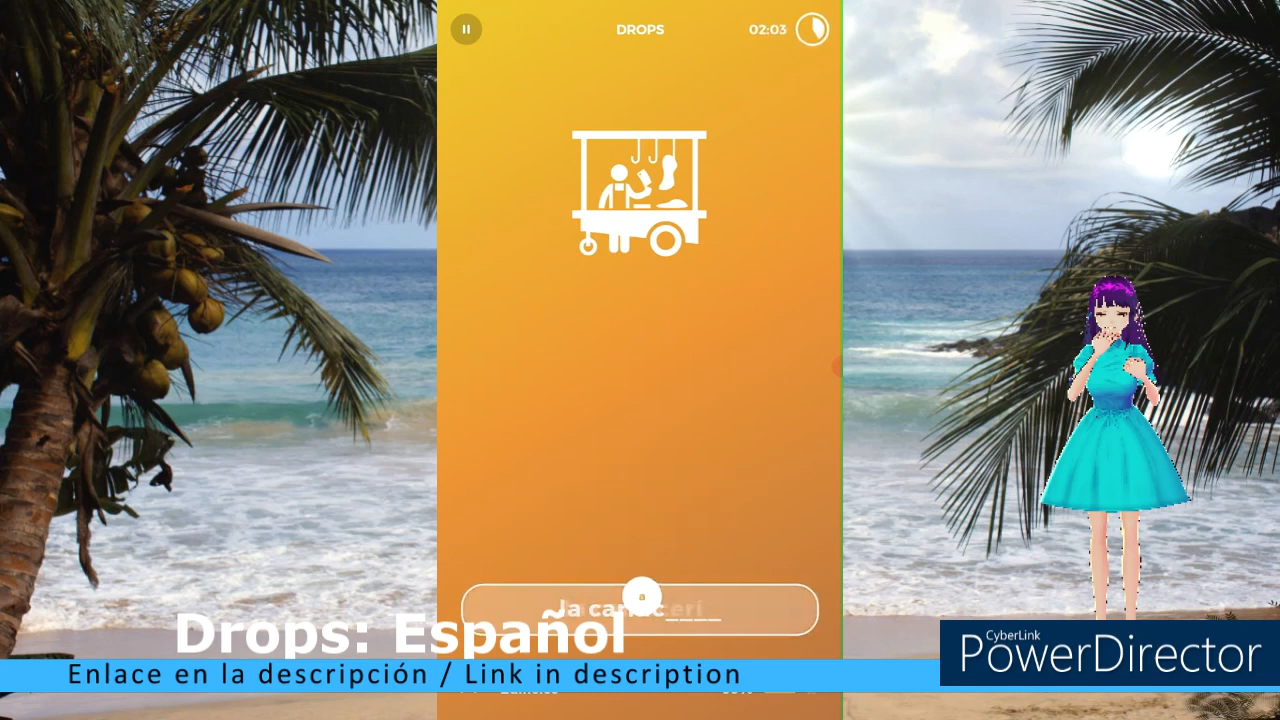 DROPS
02:03
Drops: Español
Enlace en la descripción / Link in description
CyberLink
PowerDirector